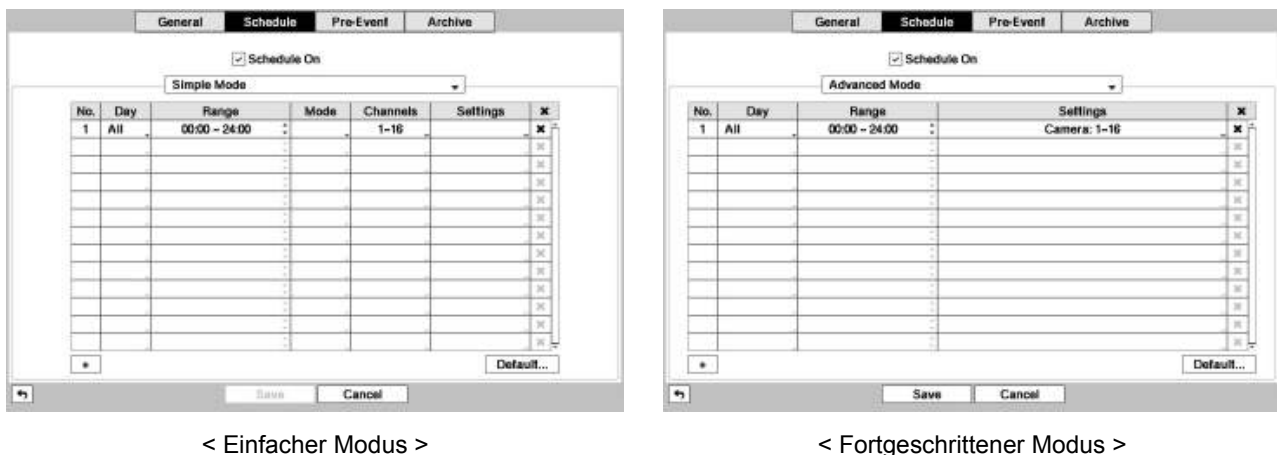 General Schedule Pre-Event Archive
Schedule On
Simple Mode
No. Day Range Mode Channels Settings
1 All 00:00 ~ 24:00 1~16
+ Default...
Save Cancel
< Einfacher Modus >
General Schedule Pre-Event Archive
Schedule On
Advanced Mode
No. Day Range Settings
1 All 00:00 ~ 24:00 Camera: 1~16
+ Default...
Save Cancel
< Fortgeschrittener Modus >